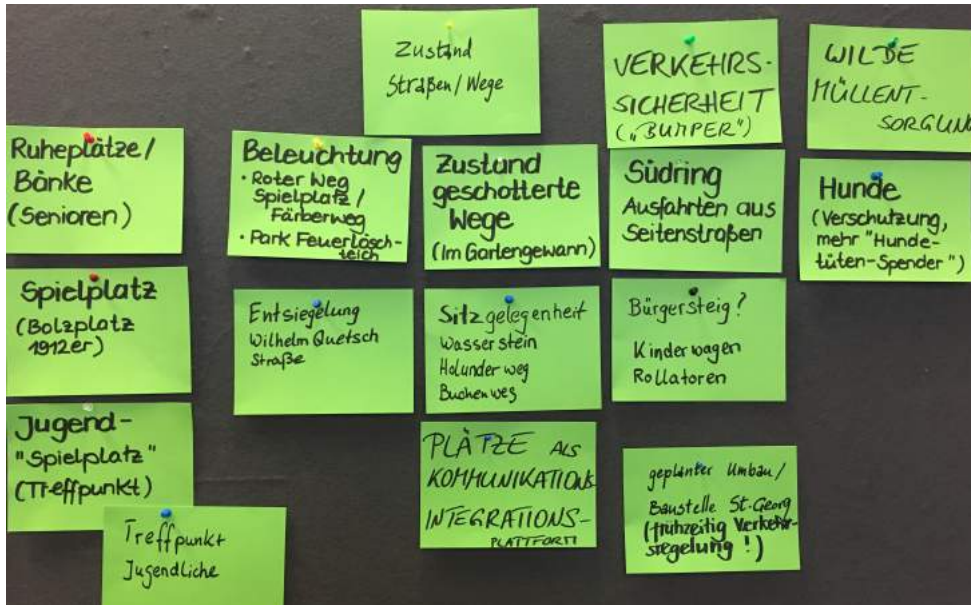 Zustand
Straßen/Wege
VERKEHRS-
SICHERHEIT
("BUMPER")
WILDE
MÜLLENT-
SORGUNG
Ruheplätze/
Bänke
(Senioren)
Beleuchtung
• Roter Weg
Spielplatz/
Färberweg
• Park Feuerlösch-
teich
Zustand
geschotterte
Wege
(Im Gartengewann)
Südring
Ausfahrten aus
Seitenstraßen
Hunde
(Verschutzung,
mehr "Hunde-
tüten-Spender")
Spielplatz
(Bolzplatz
1912er)
Entsiegelung
Wilhelm Quetsch
Straße
Sitzgelegenheit
Wasserstein
Holunderweg
Buchenweg
Bürgersteig?
Kinderwagen
Rollatoren
Jugend-
"Spielplatz"
(Treffpunkt)
Treffpunkt
Jugendliche
PLÄTZE ALS
KOMMUNIKATIONS-
INTEGRATIONS-
PLATTFORM
geplanter Umbau/
Baustelle St-Georg
(frühzeitig Verkehr-
sregelung!)